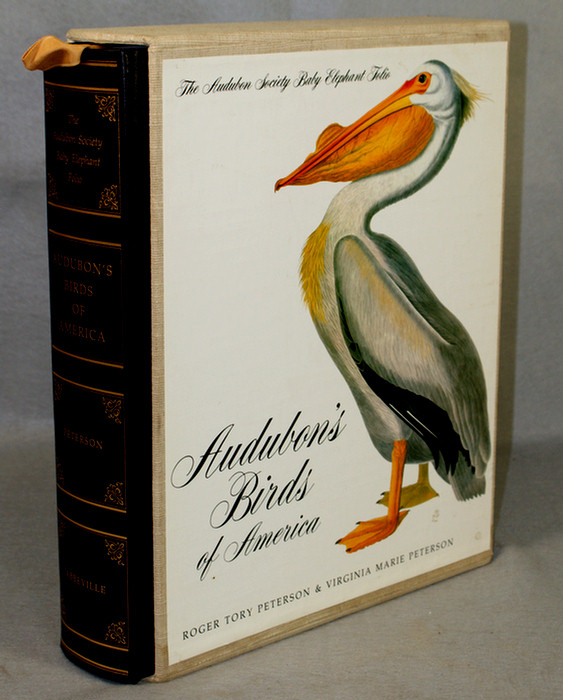 The Audubon Society Baby Elephant Folio
Audubon's
Birds
of America
ROGER TORY PETERSON & VIRGINIA MARIE PETERSON
The
Audubon Society
Baby Elephant
Folio
AUDUBON'S
BIRDS
OF
AMERICA
PETERSON
ABBEVILLE